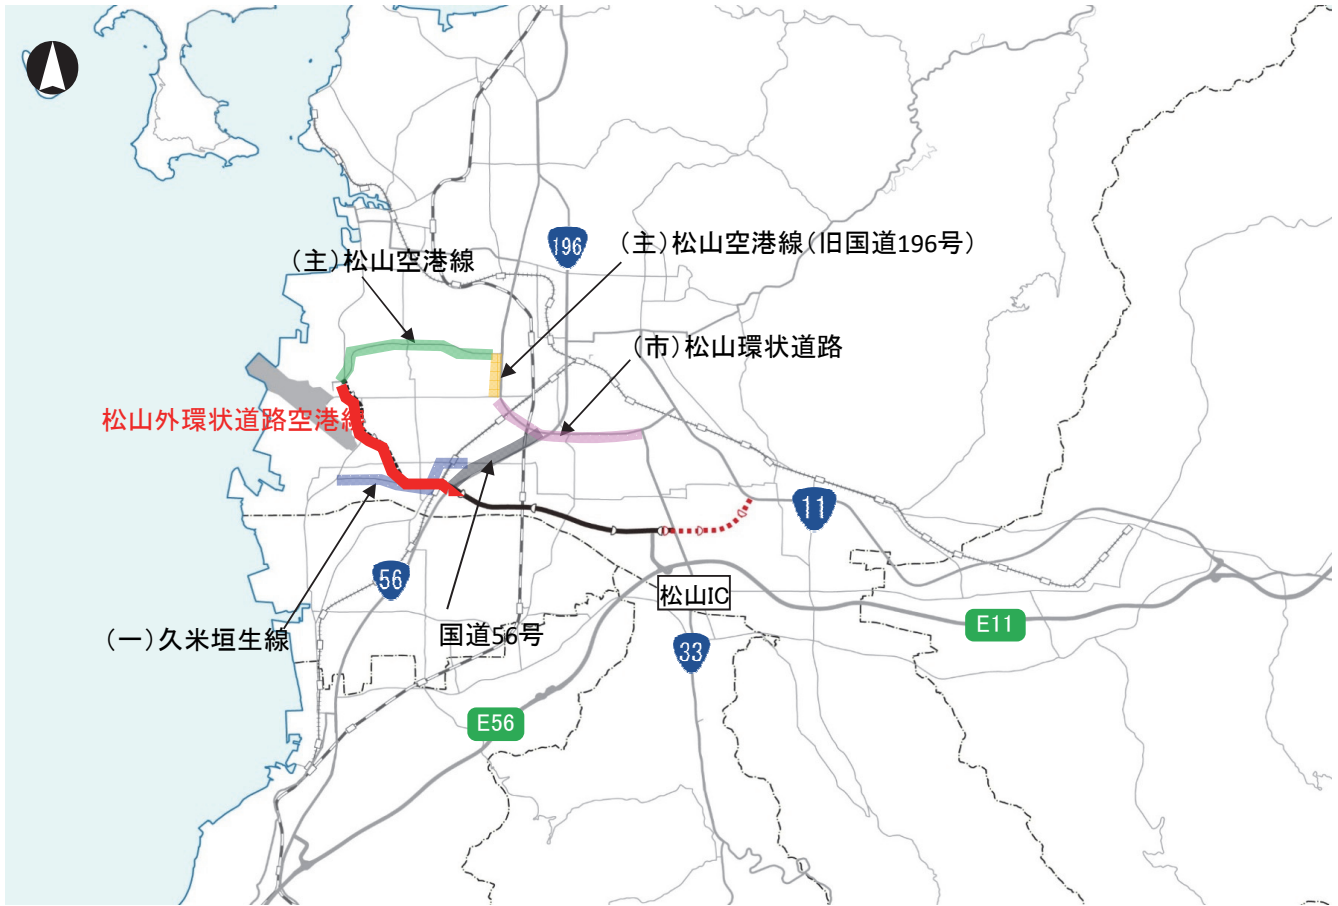 196
(主)松山空港線(旧国道196号)
(主)松山空港線
(市)松山環状道路
松山外環状道路空港線
11
56
松山IC
E11
(一)久米垣生線
国道56号
33
E56